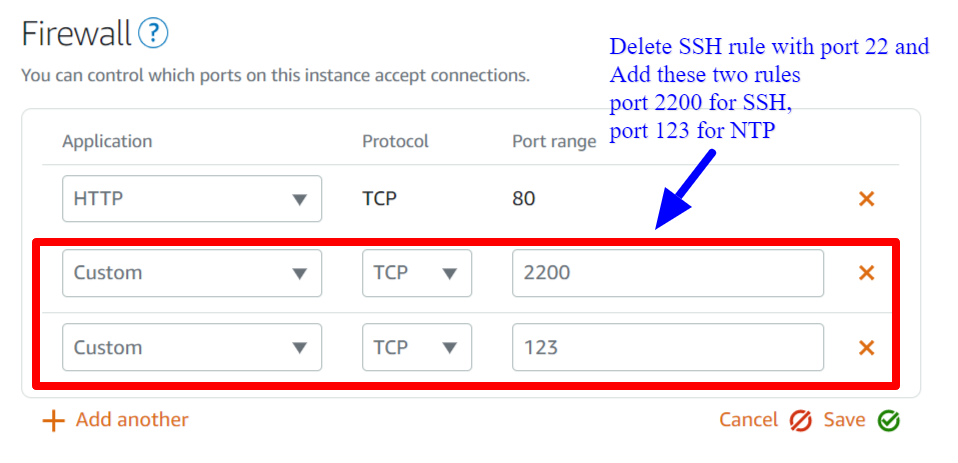 Firewall ?
You can control which ports on this instance accept connections.
Delete SSH rule with port 22 and
Add these two rules
port 2200 for SSH,
port 123 for NTP
Application Protocol Port range
HTTP TCP 80
Custom TCP 2200
Custom TCP 123
Add another Cancel Save